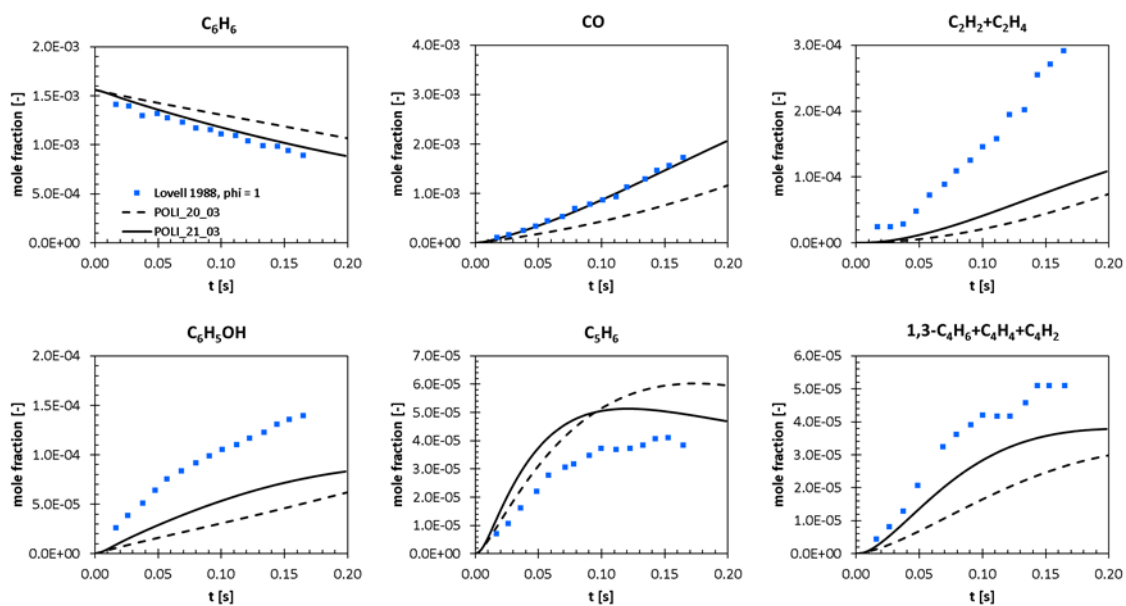 C₆H₆
mole fraction [-]
2.0E-03
1.5E-03
1.0E-03
5.0E-04
0.0E+00
Lovell 1988, phi = 1
POLI_20_03
POLI_21_03
0.00 0.05 0.10 0.15 0.20
t [s]
CO
mole fraction [-]
4.0E-03
3.0E-03
2.0E-03
1.0E-03
0.0E+00
0.00 0.05 0.10 0.15 0.20
t [s]
C₂H₂+C₂H₄
mole fraction [-]
3.0E-04
2.0E-04
1.0E-04
0.0E+00
0.00 0.05 0.10 0.15 0.20
t [s]
C₆H₅OH
mole fraction [-]
2.0E-04
1.5E-04
1.0E-04
5.0E-05
0.0E+00
0.00 0.05 0.10 0.15 0.20
t [s]
C₅H₆
mole fraction [-]
7.0E-05
6.0E-05
5.0E-05
4.0E-05
3.0E-05
2.0E-05
1.0E-05
0.0E+00
0.00 0.05 0.10 0.15 0.20
t [s]
1,3-C₄H₆+C₄H₄+C₄H₂
mole fraction [-]
6.0E-05
5.0E-05
4.0E-05
3.0E-05
2.0E-05
1.0E-05
0.0E+00
0.00 0.05 0.10 0.15 0.20
t [s]